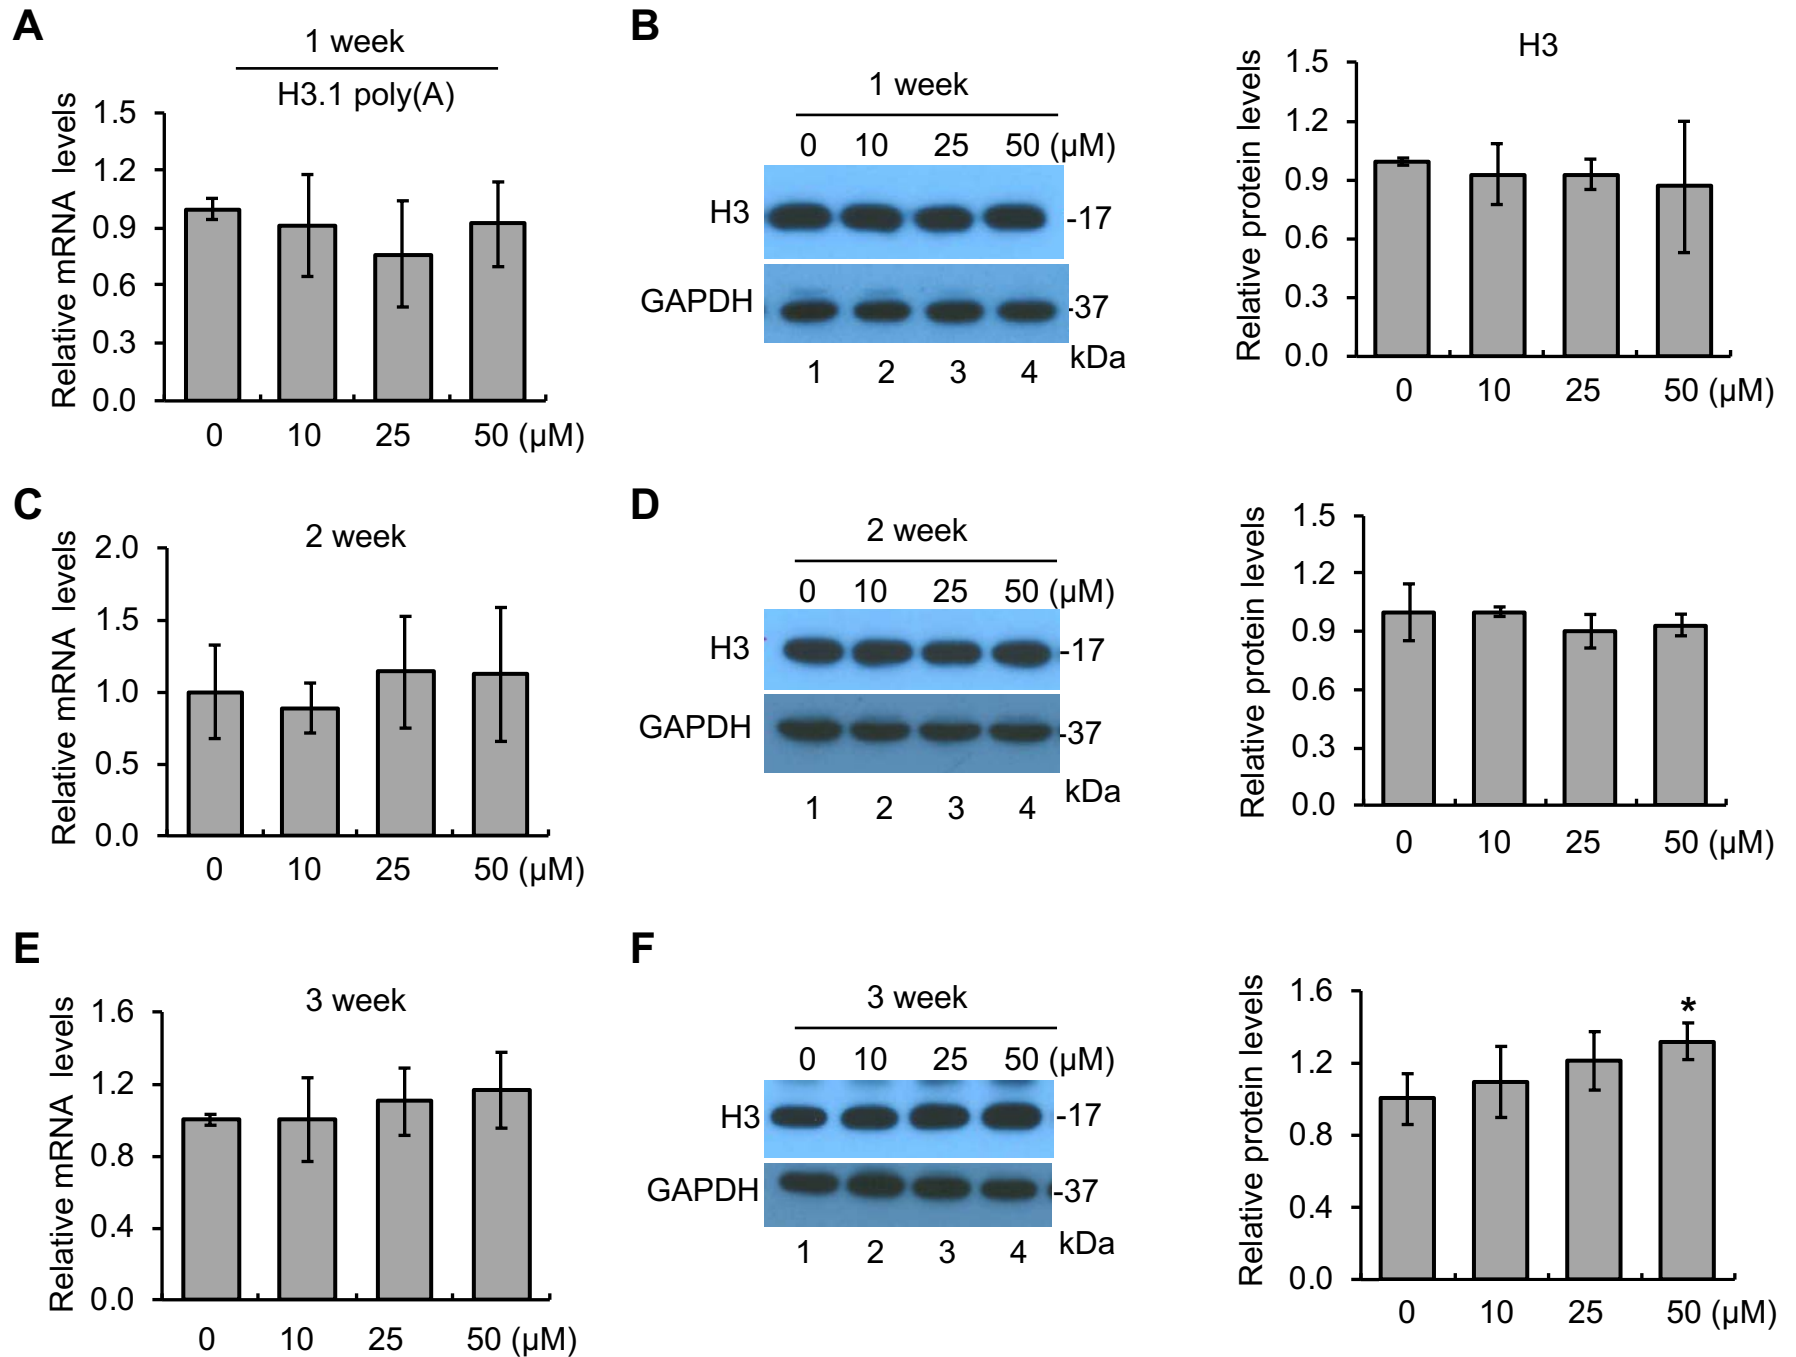 A
1 week
H3.1 poly(A)
Relative mRNA levels
1.5
1.2
0.9
0.6
0.3
0.0
0 10 25 50 (µM)
B
1 week
0 10 25 50 (µM)
H3
-17
GAPDH
-37
kDa
1 2 3 4
H3
Relative protein levels
1.5
1.2
0.9
0.6
0.3
0.0
0 10 25 50 (µM)
C
2 week
Relative mRNA levels
2.0
1.5
1.0
0.5
0.0
0 10 25 50 (µM)
D
2 week
0 10 25 50 (µM)
H3
-17
GAPDH
-37
kDa
1 2 3 4
Relative protein levels
1.5
1.2
0.9
0.6
0.3
0.0
0 10 25 50 (µM)
E
3 week
Relative mRNA levels
1.6
1.2
0.8
0.4
0.0
0 10 25 50 (µM)
F
3 week
0 10 25 50 (µM)
H3
-17
GAPDH
-37
kDa
1 2 3 4
Relative protein levels
1.6
1.2
0.8
0.4
0.0
*
0 10 25 50 (µM)